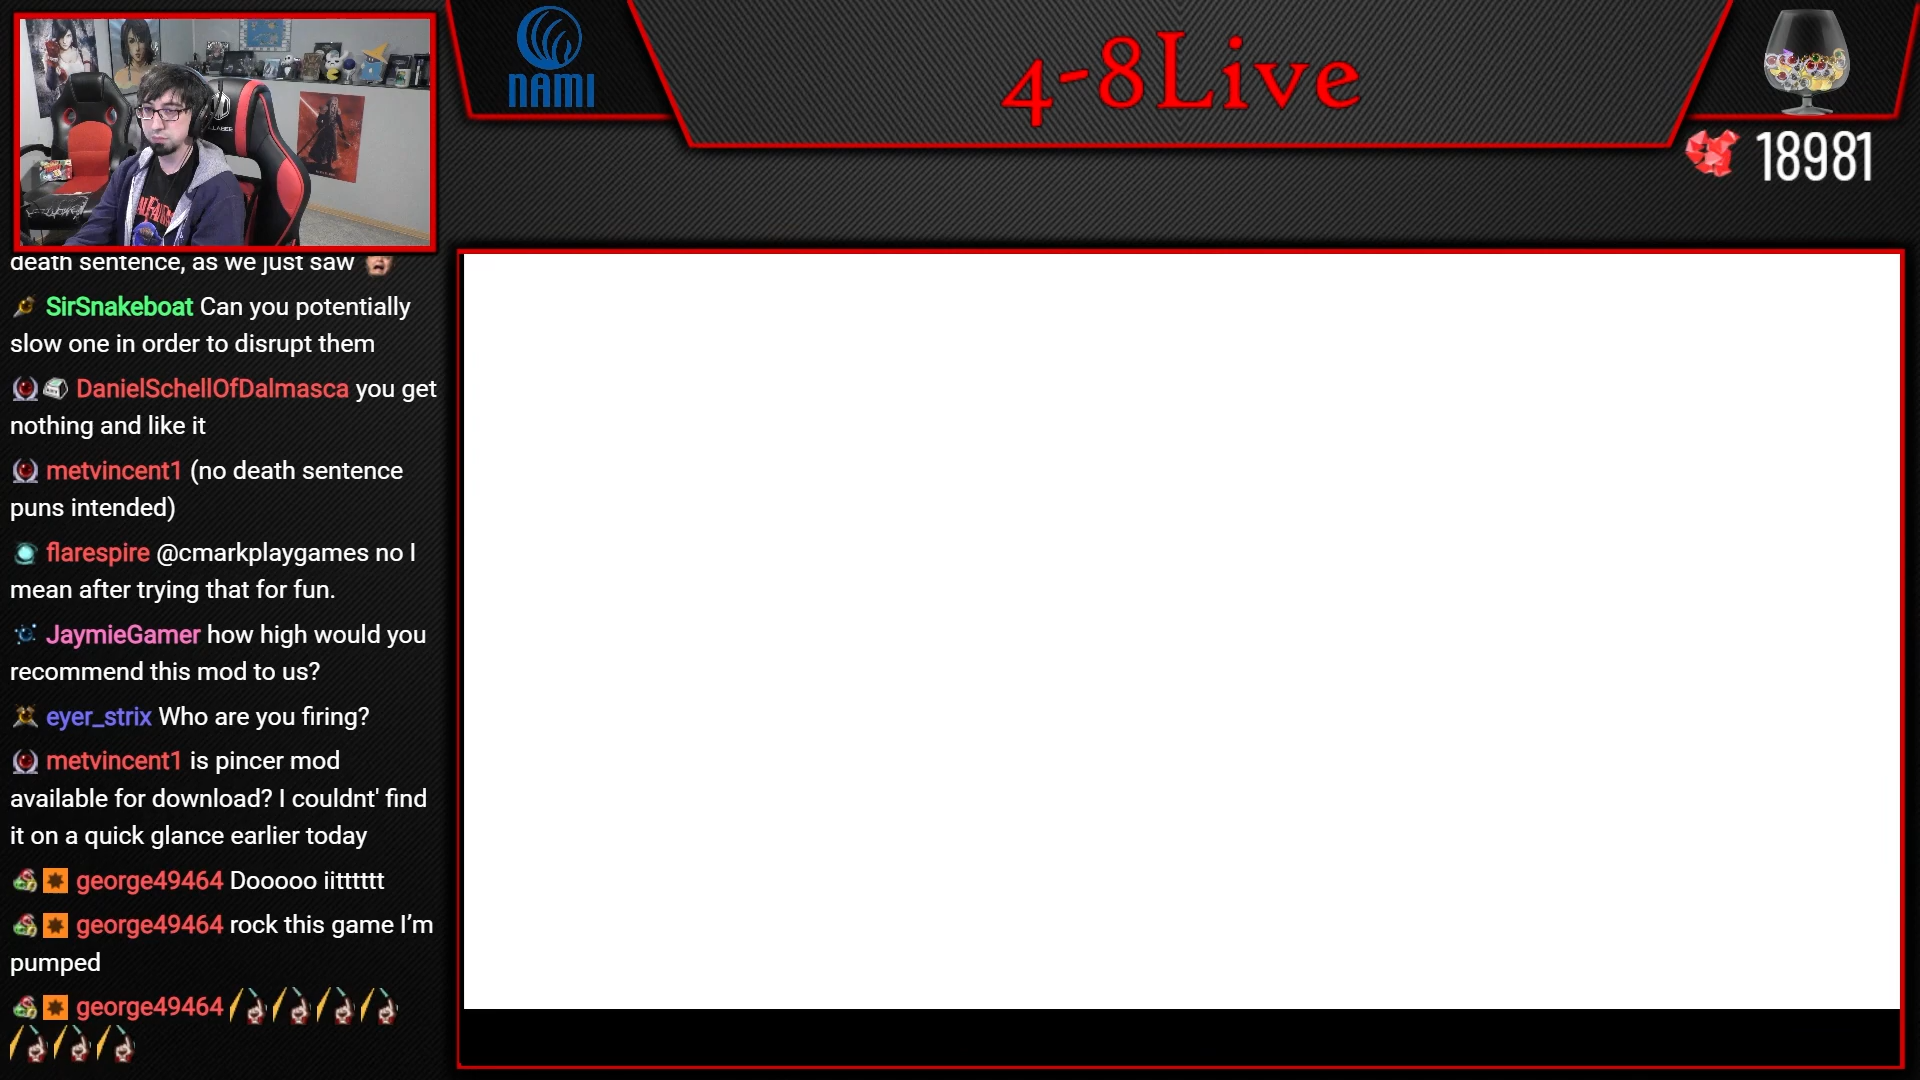 NAMI
4-8Live
18981
death sentence, as we just saw
SirSnakeboat Can you potentially
slow one in order to disrupt them
DanielSchellOfDalmasca you get
nothing and like it
metvincent1 (no death sentence
puns intended)
flarespire @cmarkplaygames no I
mean after trying that for fun.
JaymieGamer how high would you
recommend this mod to us?
eyer_strix Who are you firing?
metvincent1 is pincer mod
available for download? I couldnt' find
it on a quick glance earlier today
george49464 Dooooo iittttttt
george49464 rock this game I’m
pumped
george49464